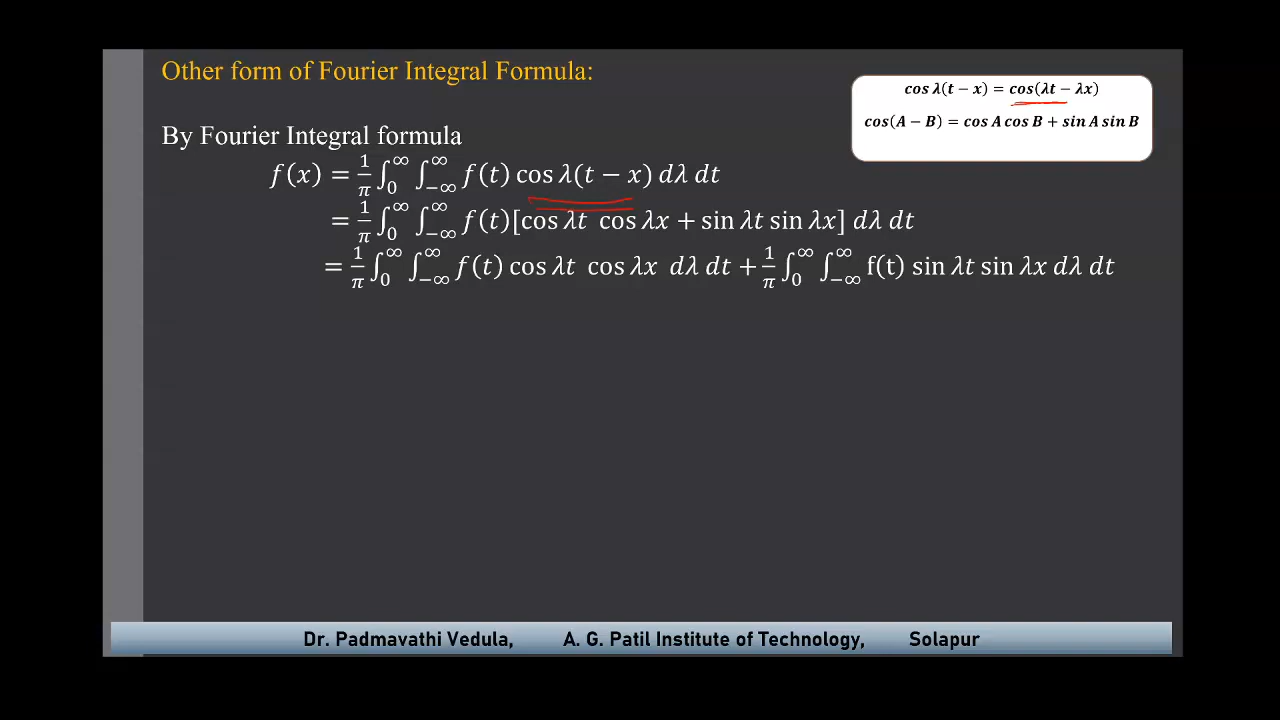 Other form of Fourier Integral Formula:
cos λ(t − x) = cos(λt − λx)
cos(A − B) = cos A cos B + sin A sin B
By Fourier Integral formula
f(x) = 1/π ∫₀^∞ ∫₋∞^∞ f(t) cos λ(t − x) dλ dt
= 1/π ∫₀^∞ ∫₋∞^∞ f(t)[cos λt cos λx + sin λt sin λx] dλ dt
= 1/π ∫₀^∞ ∫₋∞^∞ f(t) cos λt cos λx dλ dt + 1/π ∫₀^∞ ∫₋∞^∞ f(t) sin λt sin λx dλ dt
Dr. Padmavathi Vedula, A. G. Patil Institute of Technology, Solapur